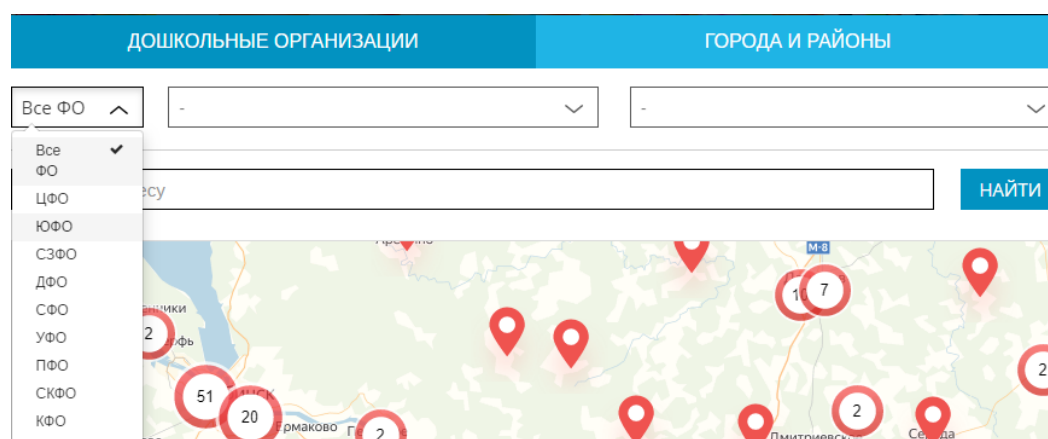 ДОШКОЛЬНЫЕ ОРГАНИЗАЦИИ
ГОРОДА И РАЙОНЫ
Все ФО
-
-
Все
ФО
ЦФО
ЮФО
СЗФО
ДФО
СФО
УФО
ПФО
СКФО
КФО
НАЙТИ
М-8
7
2
51
20
Ермаково
2
2
2